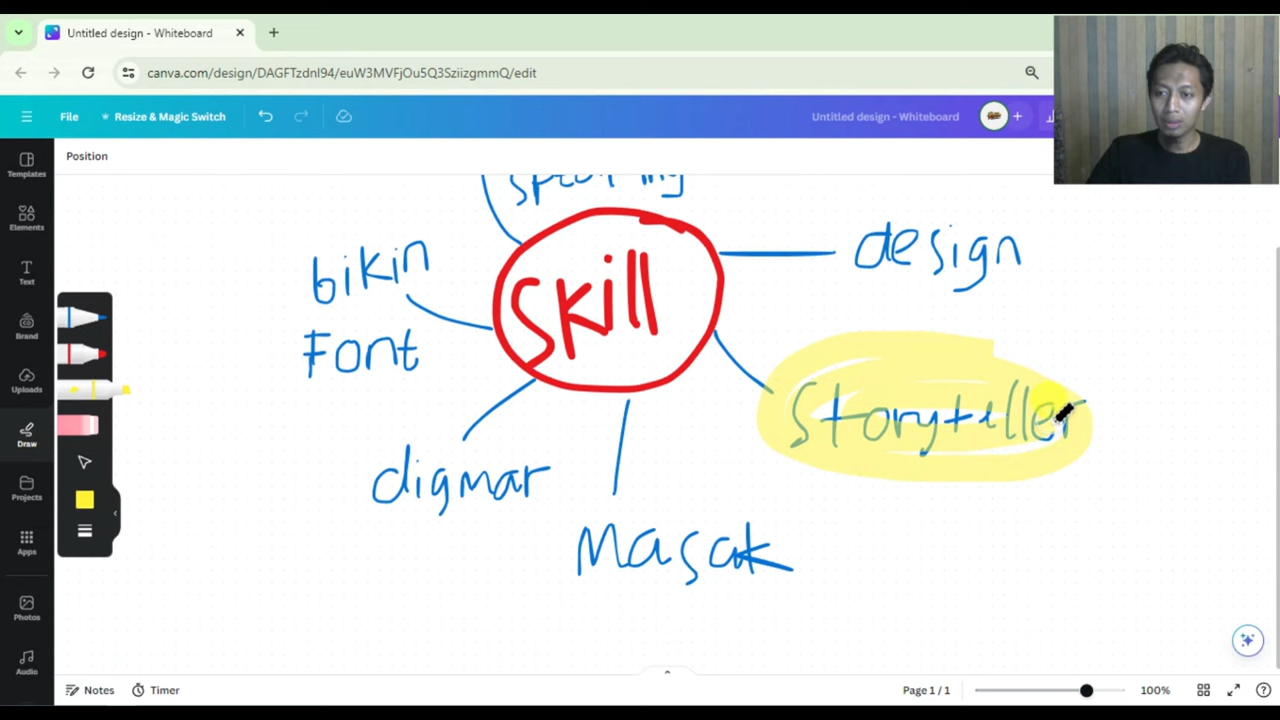 Untitled design - Whiteboard
canva.com/design/DAGFTzdnl94/euW3MVFjOu5Q3SziizgmmQ/edit
File
Resize & Magic Switch
Untitled design - Whiteboard
Position
Templates
Elements
Text
Brand
Uploads
Draw
Projects
Apps
Photos
Audio
design
bikin
Font
Skill
Storyteller
digmar
Masak
Notes
Timer
Page 1 / 1
100%